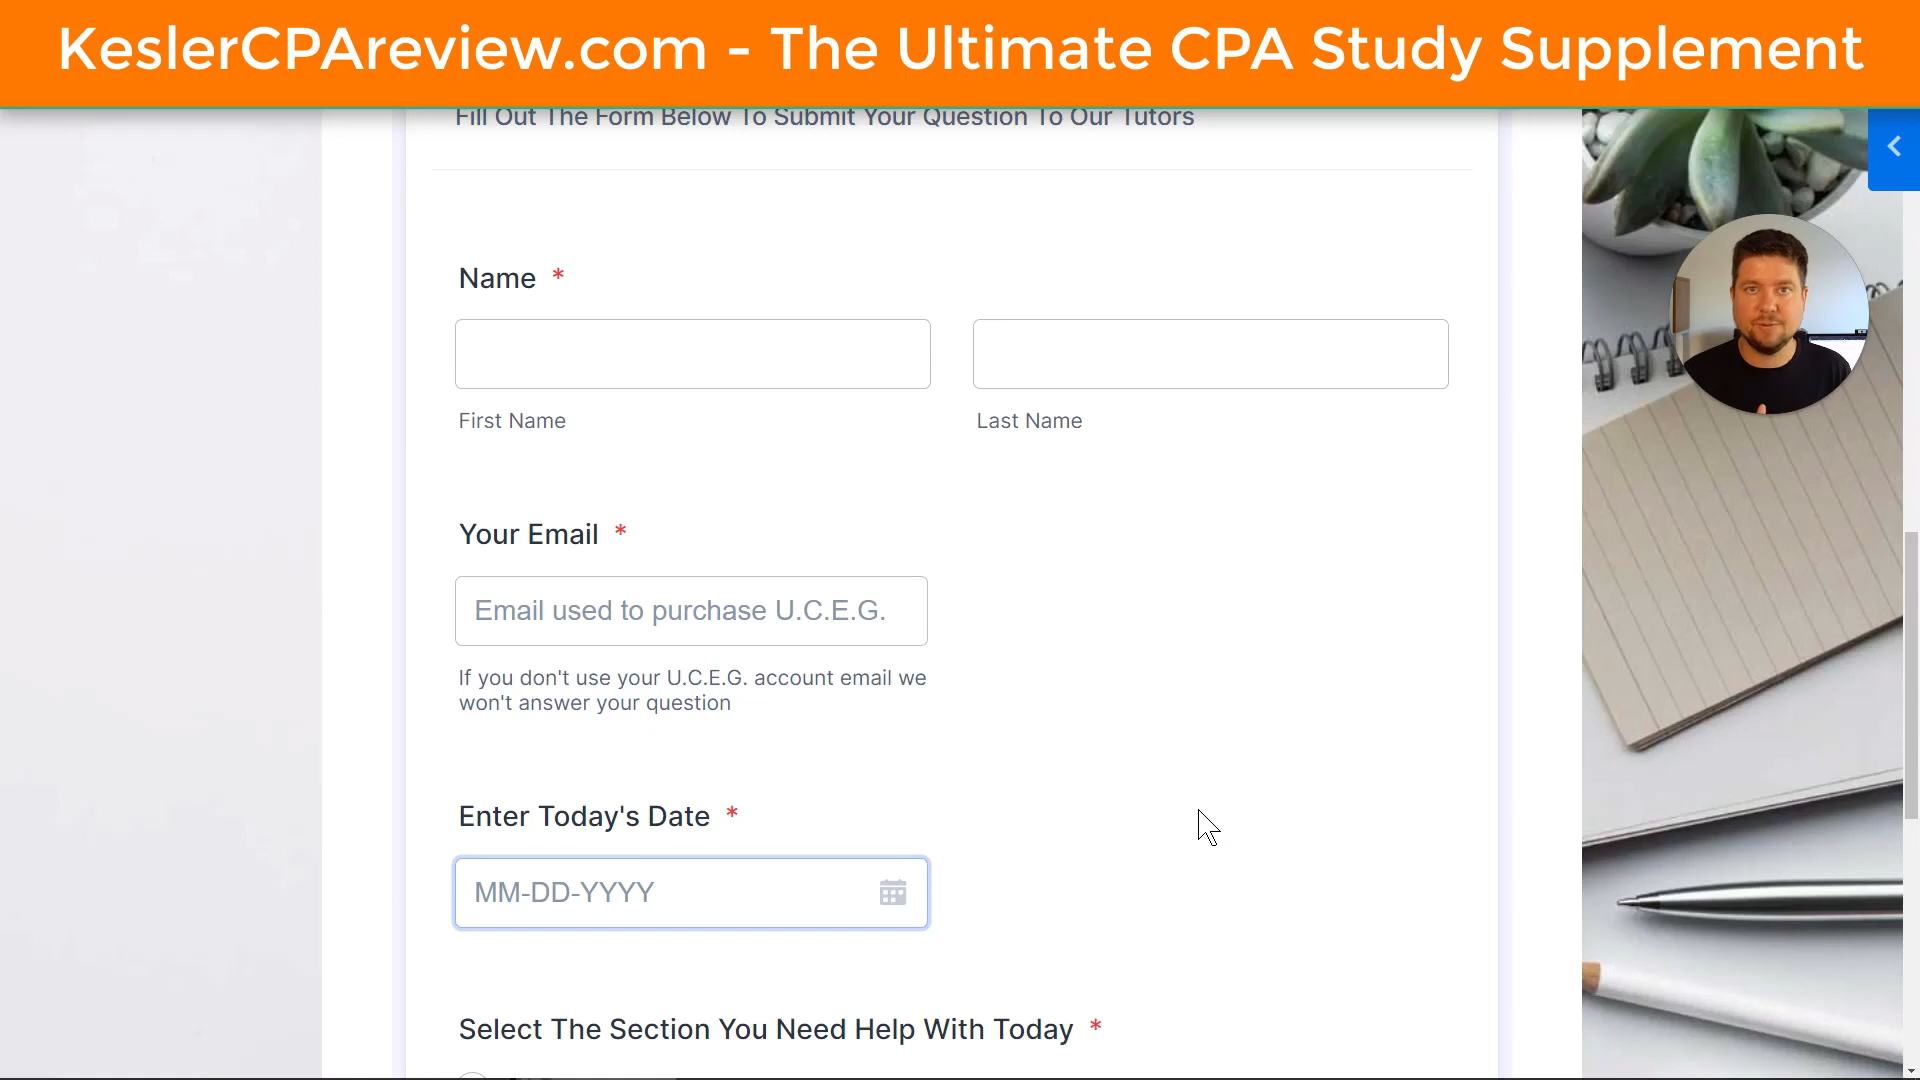 KeslerCPAreview.com - The Ultimate CPA Study Supplement
Fill Out The Form Below To Submit Your Question To Our Tutors
Name *
First Name
Last Name
Your Email *
Email used to purchase U.C.E.G.
If you don't use your U.C.E.G. account email we
won't answer your question
Enter Today's Date *
MM-DD-YYYY
Select The Section You Need Help With Today *